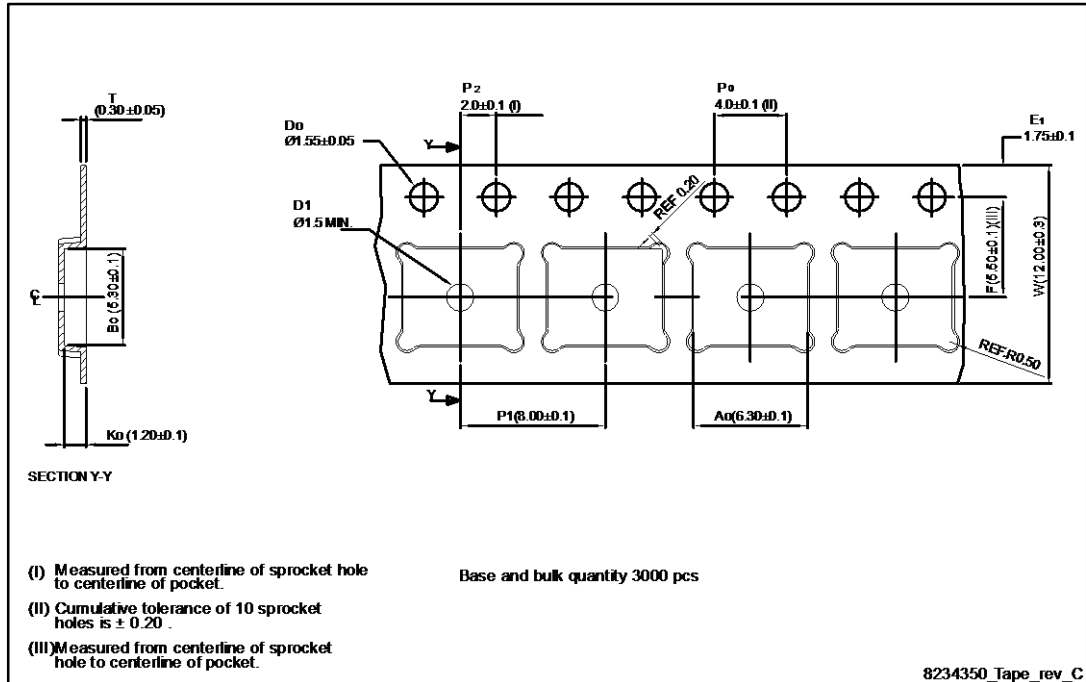 T
(0.30±0.05)
P2
2.0±0.1 (I)
P0
4.0±0.1 (II)
E1
1.75±0.1
D0
Ø1.55±0.05
Y
REF 0.20
D1
Ø1.5 MIN.
F(5.50±0.1)(III)
W(12.00±0.3)
Bo (5.30±0.1)
CL
REF.R0.50
Y
P1(8.00±0.1)
Ao(6.30±0.1)
Ko (1.20±0.1)
SECTION Y-Y
(I) Measured from centerline of sprocket hole
to centerline of pocket.
Base and bulk quantity 3000 pcs
(II) Cumulative tolerance of 10 sprocket
holes is ± 0.20 .
(III)Measured from centerline of sprocket
hole to centerline of pocket.
8234350_Tape_rev_C